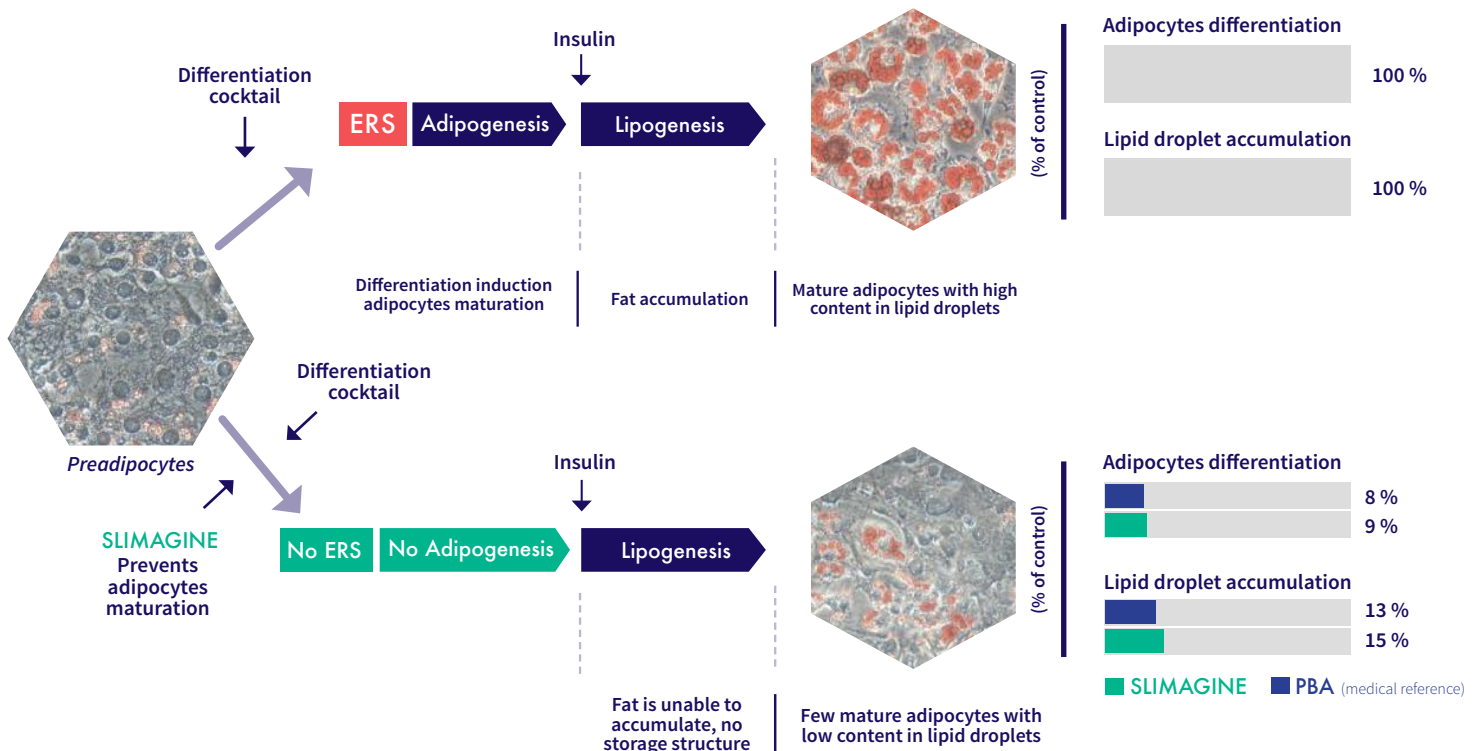 Differentiation
cocktail
Insulin
ERS
Adipogenesis
Lipogenesis
(% of control)
Adipocytes differentiation
100 %
Lipid droplet accumulation
100 %
Differentiation induction
adipocytes maturation
Fat accumulation
Mature adipocytes with high
content in lipid droplets
Preadipocytes
Differentiation
cocktail
SLIMAGINE
Prevents
adipocytes
maturation
Insulin
No ERS
No Adipogenesis
Lipogenesis
(% of control)
Adipocytes differentiation
8 %
9 %
Lipid droplet accumulation
13 %
15 %
SLIMAGINE
PBA (medical reference)
Fat is unable to
accumulate, no
storage structure
Few mature adipocytes with
low content in lipid droplets